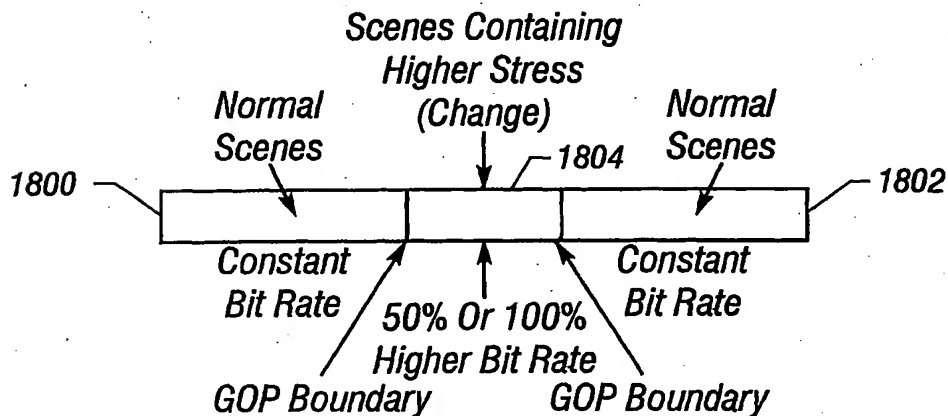 Scenes Containing
Higher Stress
(Change)
Normal
Scenes
Normal
Scenes
1804
1800
1802
Constant
Bit Rate
Constant
Bit Rate
50% Or 100%
Higher Bit Rate
GOP Boundary
GOP Boundary